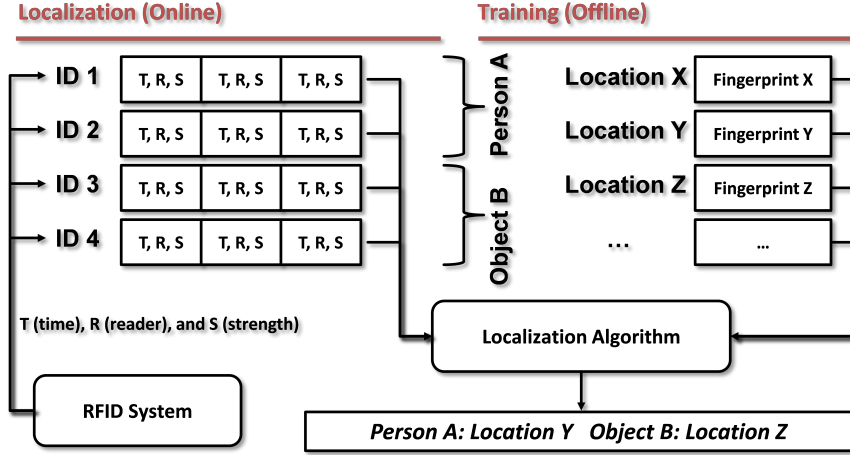 Localization (Online)
Training (Offline)
ID 1 T, R, S T, R, S T, R, S
ID 2 T, R, S T, R, S T, R, S
ID 3 T, R, S T, R, S T, R, S
ID 4 T, R, S T, R, S T, R, S
Person A
Object B
Location X Fingerprint X
Location Y Fingerprint Y
Location Z Fingerprint Z
... ...
T (time), R (reader), and S (strength)
Localization Algorithm
RFID System
Person A: Location Y Object B: Location Z